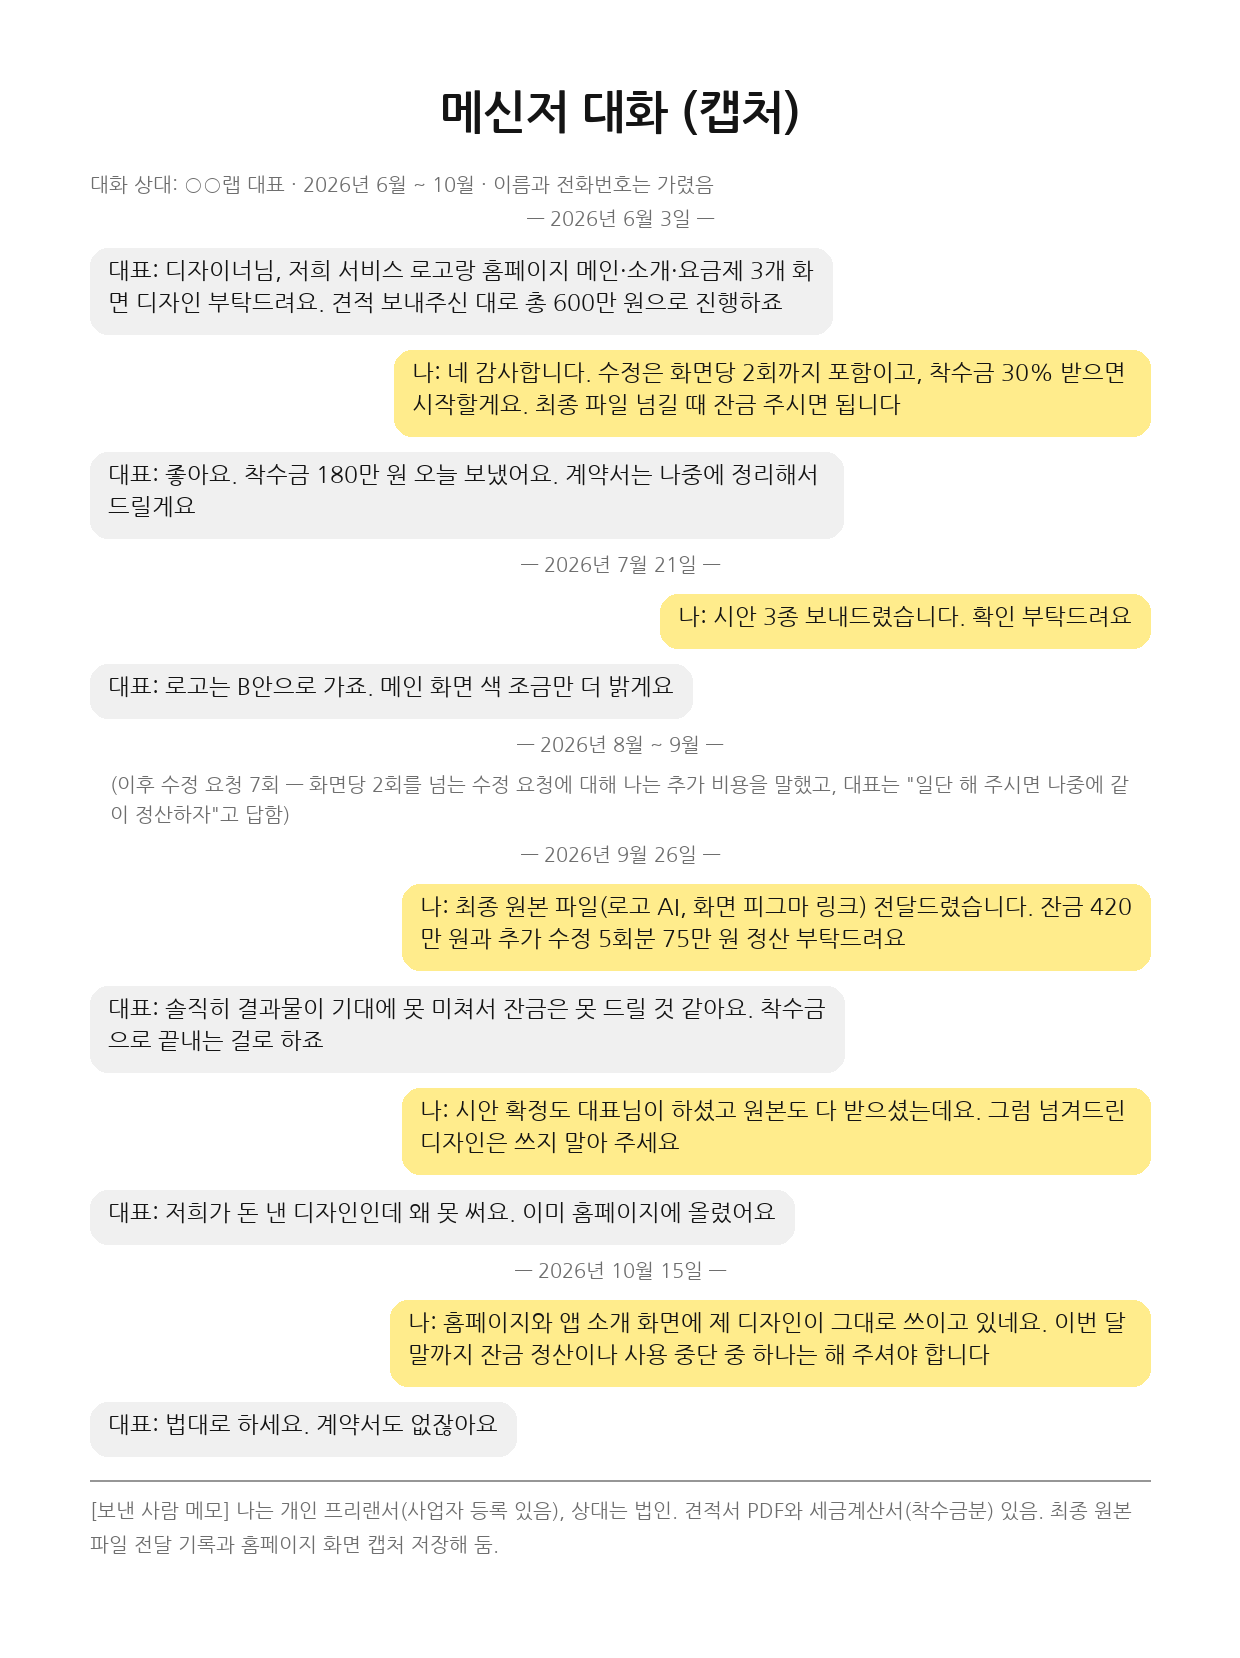 메신저 대화 (캡처)
대화 상대: ○○랩 대표 · 2026년 6월 ~ 10월 · 이름과 전화번호는 가렸음
— 2026년 6월 3일 —
대표: 디자이너님, 저희 서비스 로고랑 홈페이지 메인·소개·요금제 3개 화
면 디자인 부탁드려요. 견적 보내주신 대로 총 600만 원으로 진행하죠
나: 네 감사합니다. 수정은 화면당 2회까지 포함이고, 착수금 30% 받으면
시작할게요. 최종 파일 넘길 때 잔금 주시면 됩니다
대표: 좋아요. 착수금 180만 원 오늘 보냈어요. 계약서는 나중에 정리해서
드릴게요
— 2026년 7월 21일 —
나: 시안 3종 보내드렸습니다. 확인 부탁드려요
대표: 로고는 B안으로 가죠. 메인 화면 색 조금만 더 밝게요
— 2026년 8월 ~ 9월 —
(이후 수정 요청 7회 — 화면당 2회를 넘는 수정 요청에 대해 나는 추가 비용을 말했고, 대표는 "일단 해 주시면 나중에 같
이 정산하자"고 답함)
— 2026년 9월 26일 —
나: 최종 원본 파일(로고 AI, 화면 피그마 링크) 전달드렸습니다. 잔금 420
만 원과 추가 수정 5회분 75만 원 정산 부탁드려요
대표: 솔직히 결과물이 기대에 못 미쳐서 잔금은 못 드릴 것 같아요. 착수금
으로 끝내는 걸로 하죠
나: 시안 확정도 대표님이 하셨고 원본도 다 받으셨는데요. 그럼 넘겨드린
디자인은 쓰지 말아 주세요
대표: 저희가 돈 낸 디자인인데 왜 못 써요. 이미 홈페이지에 올렸어요
— 2026년 10월 15일 —
나: 홈페이지와 앱 소개 화면에 제 디자인이 그대로 쓰이고 있네요. 이번 달
말까지 잔금 정산이나 사용 중단 중 하나는 해 주셔야 합니다
대표: 법대로 하세요. 계약서도 없잖아요
[보낸 사람 메모] 나는 개인 프리랜서(사업자 등록 있음), 상대는 법인. 견적서 PDF와 세금계산서(착수금분) 있음. 최종 원본
파일 전달 기록과 홈페이지 화면 캡처 저장해 둠.